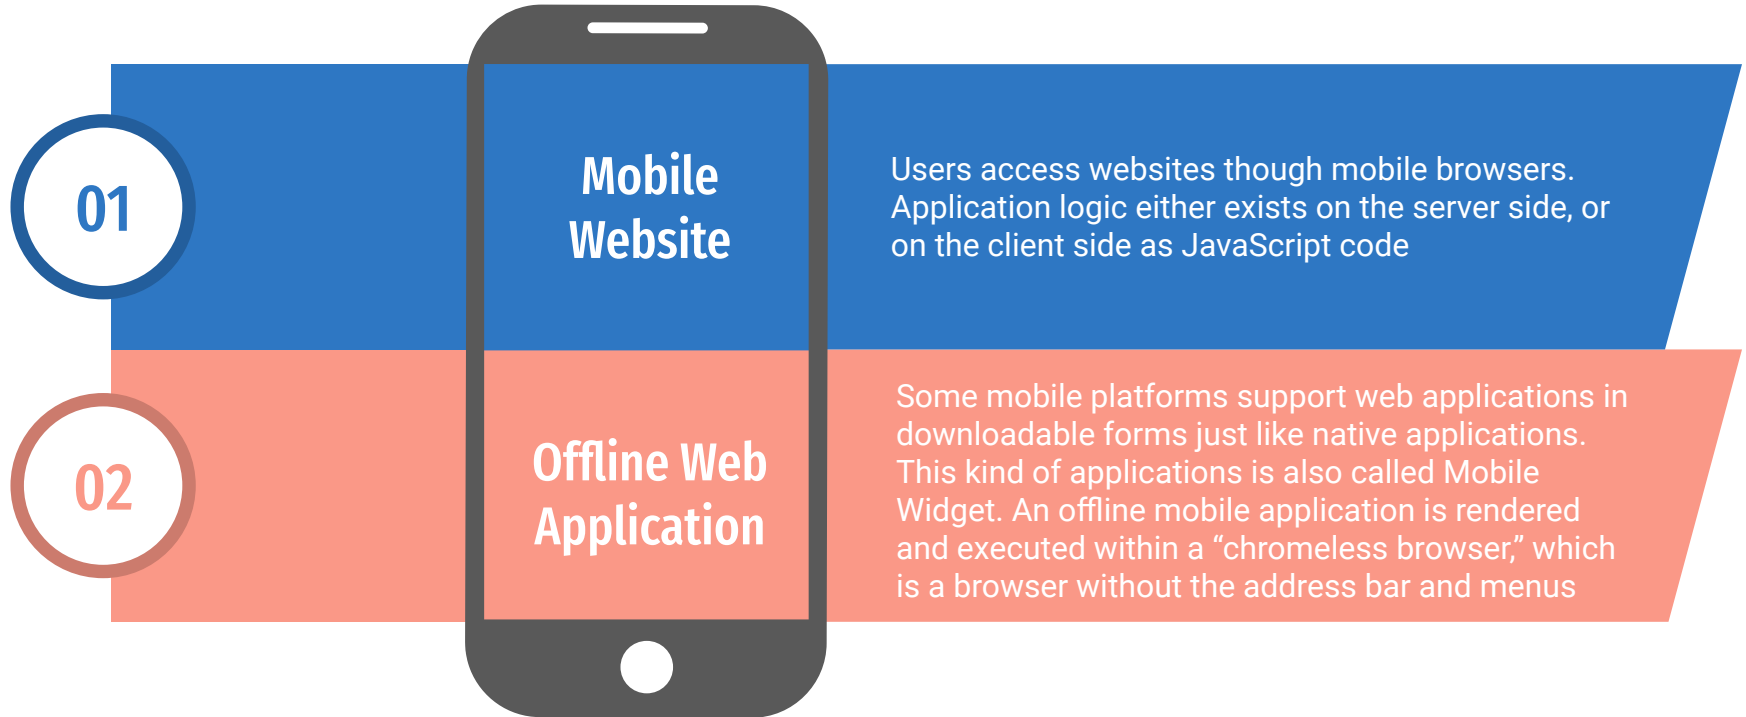 01
Mobile
Website
Users access websites though mobile browsers.
Application logic either exists on the server side, or
on the client side as JavaScript code
02
Offline Web
Application
Some mobile platforms support web applications in
downloadable forms just like native applications.
This kind of applications is also called Mobile
Widget. An offline mobile application is rendered
and executed within a “chromeless browser,” which
is a browser without the address bar and menus